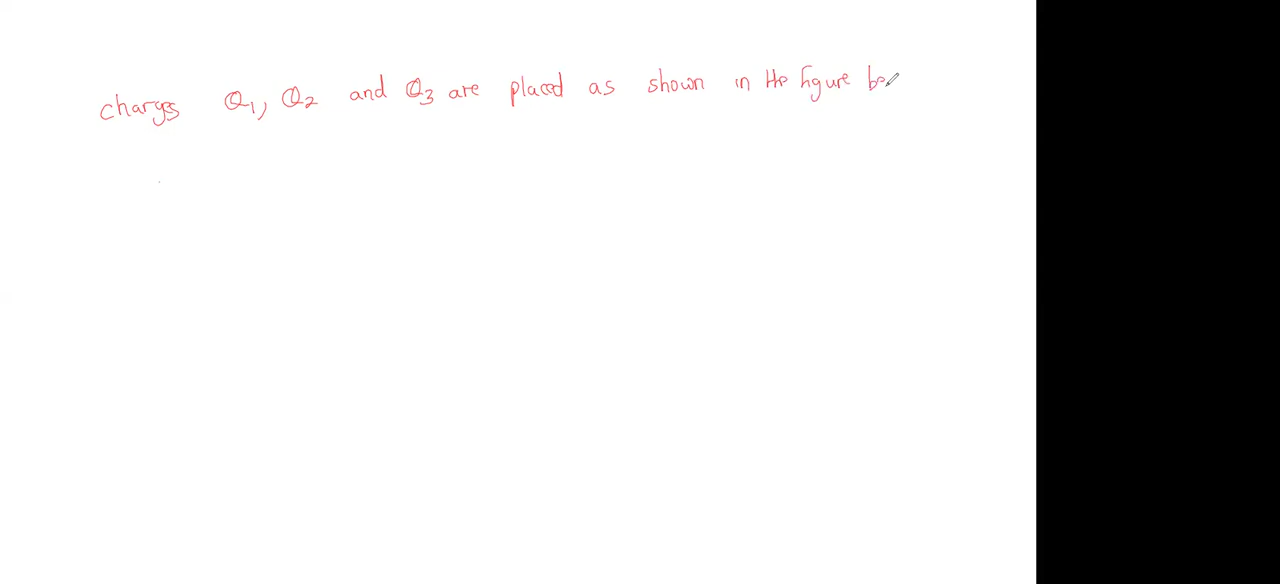 charges Q1, Q2 and Q3 are placed as shown in the figure